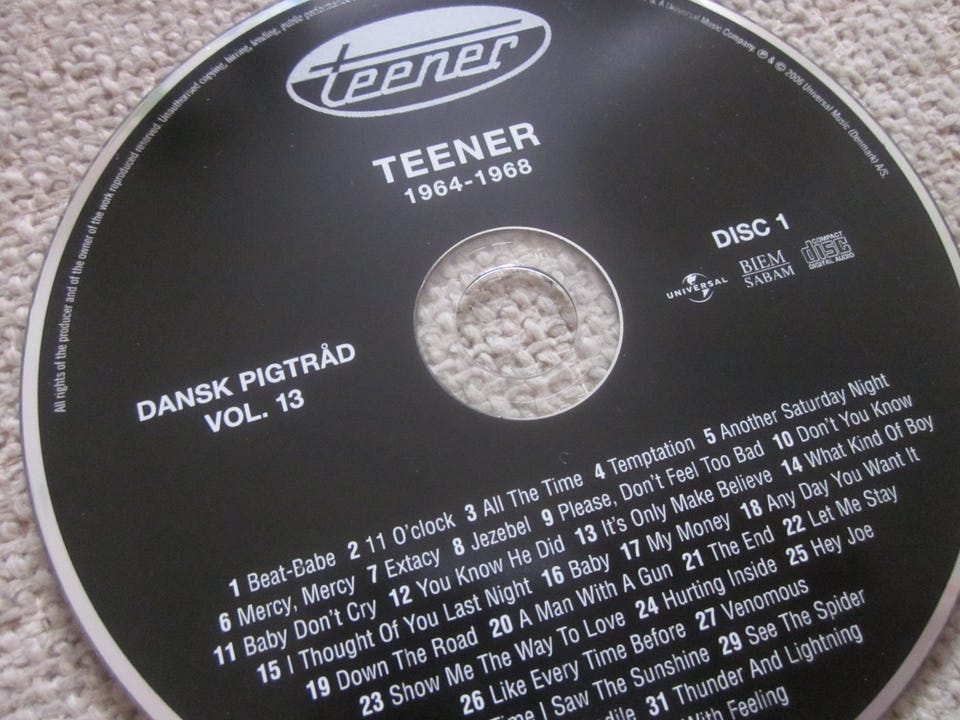 All rights of the producer and of the owner of the work reproduced reserved. Unauthorised copying, hiring, lending, public performance
A Universal Music Company. ℗ & © 2006 Universal Music (Denmark) A/S.
teener
TEENER
1964-1968
DISC 1
UNIVERSAL
BIEM
SABAM
COMPACT
disc
DIGITAL AUDIO
DANSK PIGTRÅD
VOL. 13
1 Beat-Babe 2 11 O'clock 3 All The Time 4 Temptation 5 Another Saturday Night
6 Mercy, Mercy 7 Extacy 8 Jezebel 9 Please, Don't Feel Too Bad 10 Don't You Know
11 Baby Don't Cry 12 You Know He Did 13 It's Only Make Believe 14 What Kind Of Boy
15 I Thought Of You Last Night 16 Baby 17 My Money 18 Any Day You Want It
19 Down The Road 20 A Man With A Gun 21 The End 22 Let Me Stay
23 Show Me The Way To Love 24 Hurting Inside 25 Hey Joe
26 Like Every Time Before 27 Venomous
Time I Saw The Sunshine 29 See The Spider
31 Thunder And Lightning
With Feeling